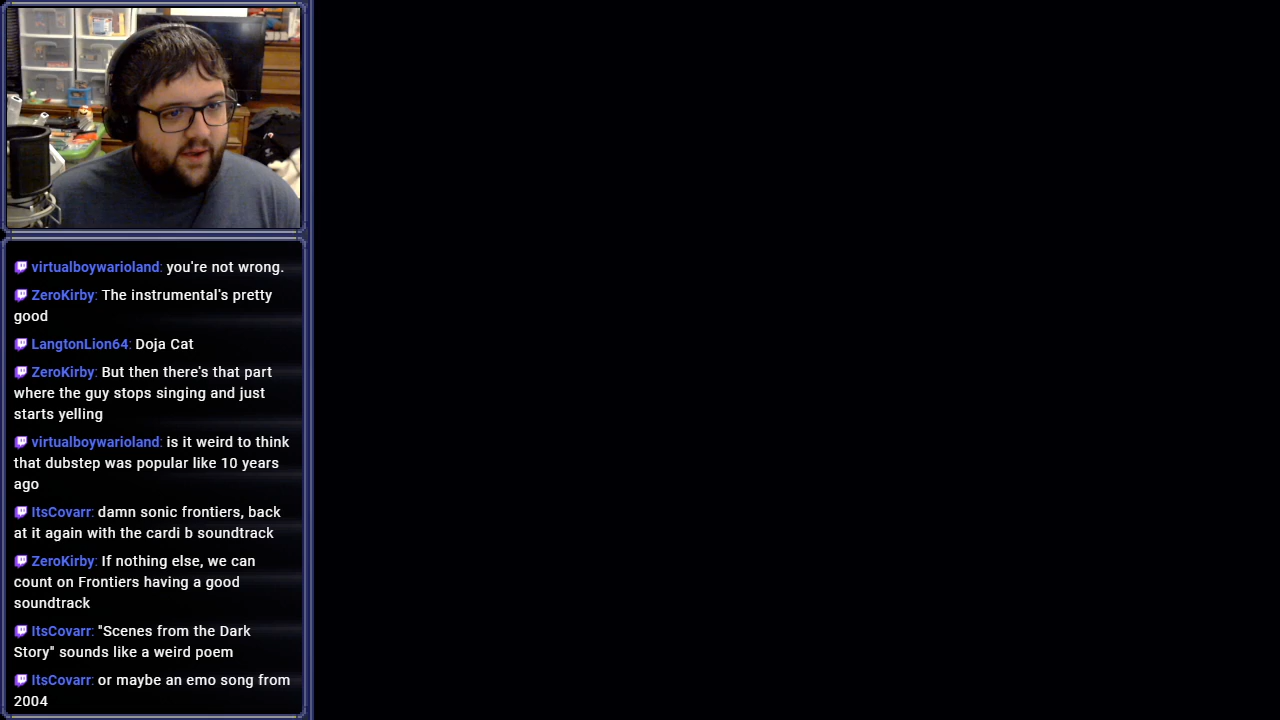 virtualboywarioland: you're not wrong.
ZeroKirby: The instrumental's pretty
good
LangtonLion64: Doja Cat
ZeroKirby: But then there's that part
where the guy stops singing and just
starts yelling
virtualboywarioland: is it weird to think
that dubstep was popular like 10 years
ago
ItsCovarr: damn sonic frontiers, back
at it again with the cardi b soundtrack
ZeroKirby: If nothing else, we can
count on Frontiers having a good
soundtrack
ItsCovarr: "Scenes from the Dark
Story" sounds like a weird poem
ItsCovarr: or maybe an emo song from
2004